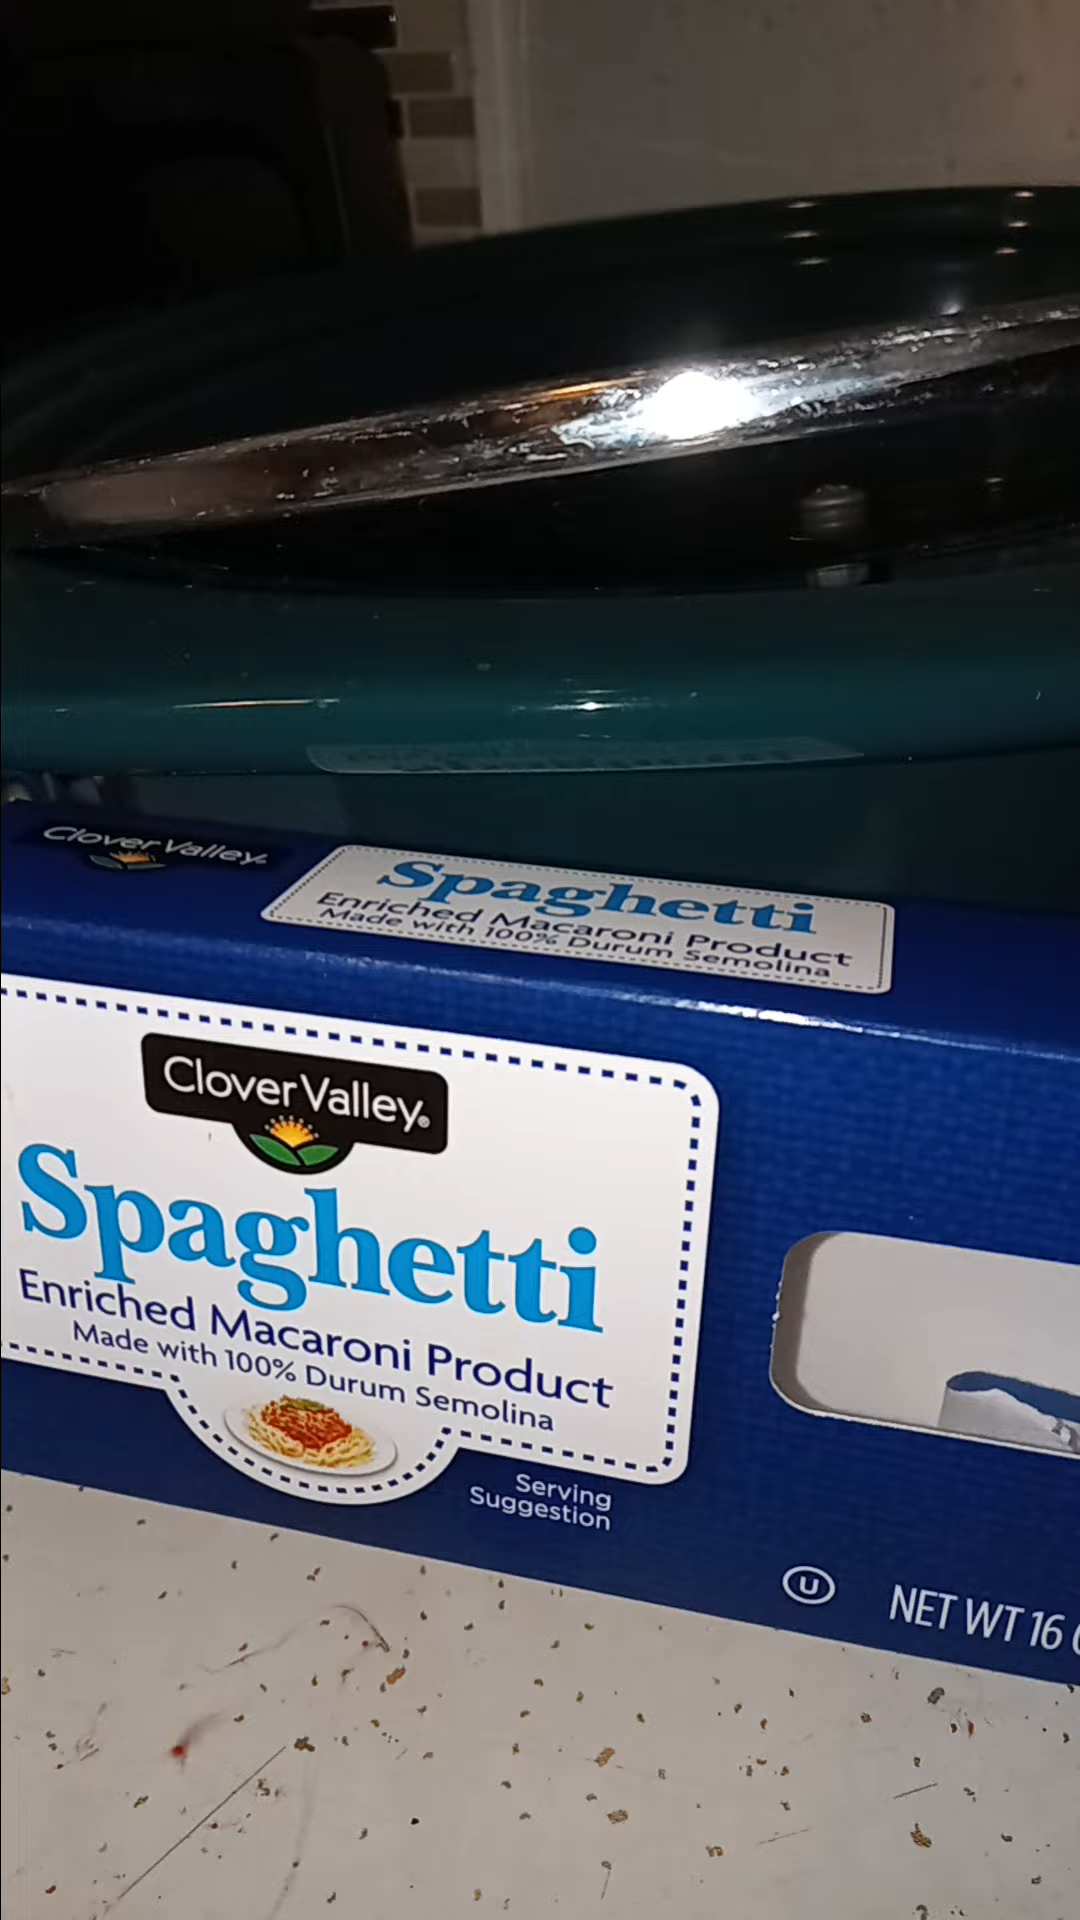 Clover Valley®
Spaghetti
Enriched Macaroni Product
Made with 100% Durum Semolina
Clover Valley®
Spaghetti
Enriched Macaroni Product
Made with 100% Durum Semolina
Serving
Suggestion
U
NET WT 16